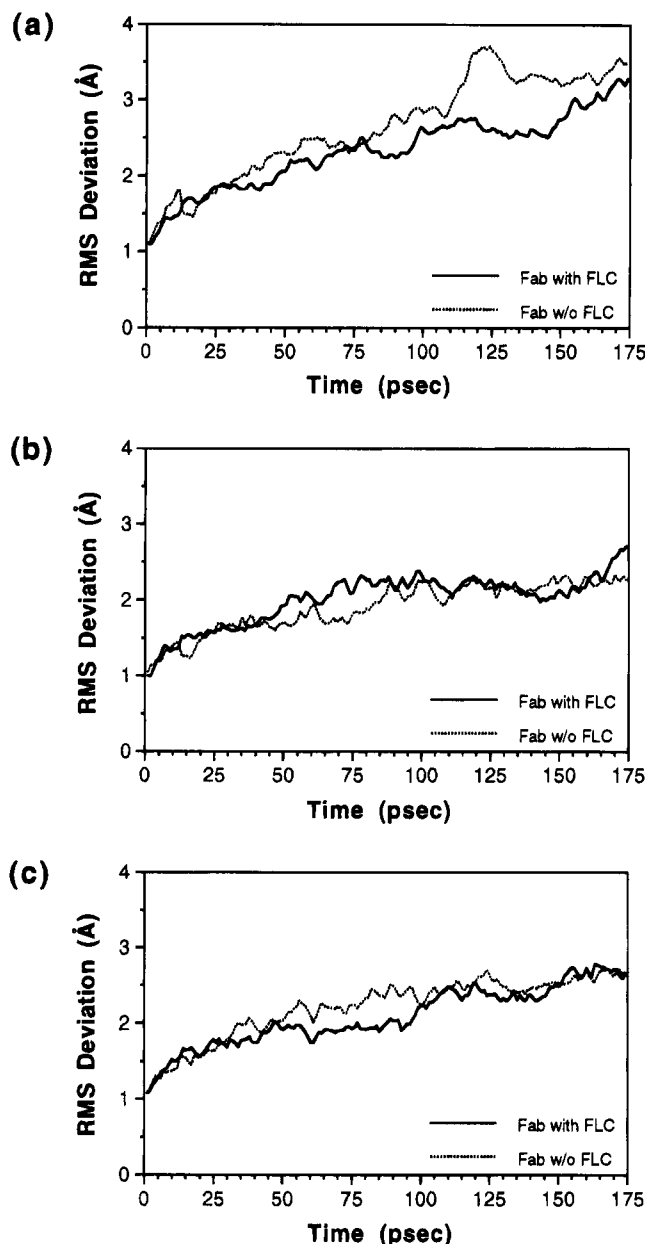 (a)
RMS Deviation (Å)
4
3
2
1
0
Fab with FLC
Fab w/o FLC
0 25 50 75 100 125 150 175
Time (psec)
(b)
RMS Deviation (Å)
4
3
2
1
0
Fab with FLC
Fab w/o FLC
0 25 50 75 100 125 150 175
Time (psec)
(c)
RMS Deviation (Å)
4
3
2
1
0
Fab with FLC
Fab w/o FLC
0 25 50 75 100 125 150 175
Time (psec)